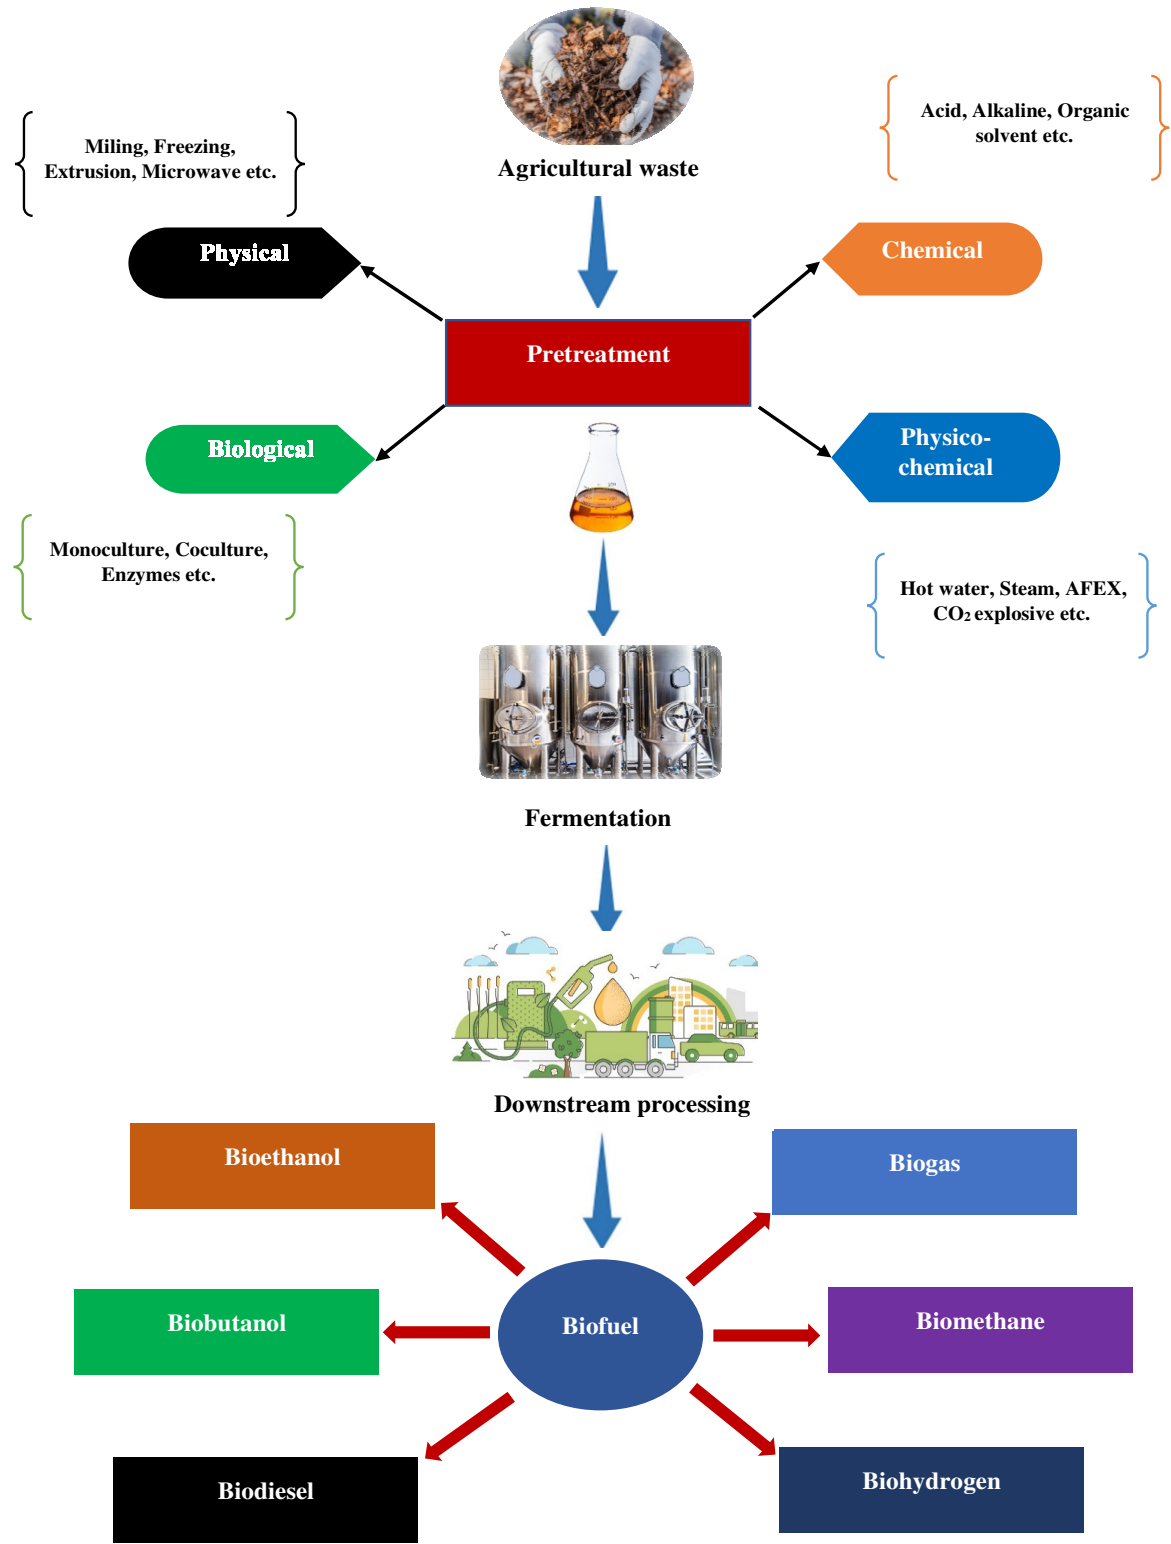 Agricultural waste
Miling, Freezing,
Extrusion, Microwave etc.
Acid, Alkaline, Organic
solvent etc.
Physical
Chemical
Pretreatment
Biological
Physico-
chemical
Monoculture, Coculture,
Enzymes etc.
Hot water, Steam, AFEX,
CO₂ explosive etc.
Fermentation
Downstream processing
Bioethanol
Biogas
Biobutanol
Biofuel
Biomethane
Biodiesel
Biohydrogen